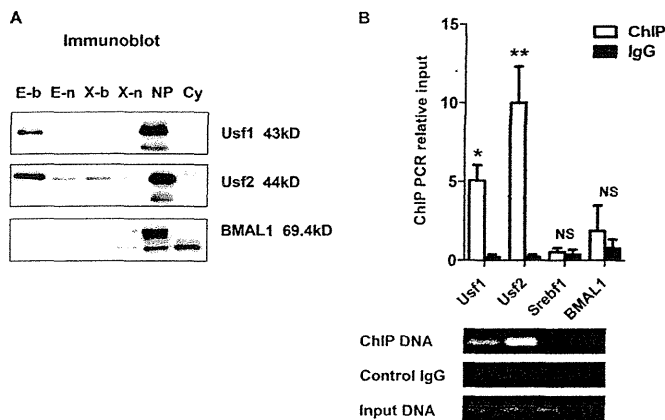 A
Immunoblot
E-b E-n X-b X-n NP Cy
Usf1 43kD
Usf2 44kD
BMAL1 69.4kD
B
ChIP PCR relative input
15
10
5
0
ChIP
IgG
*
**
NS
NS
Usf1
Usf2
Srebf1
BMAL1
ChIP DNA
Control IgG
Input DNA